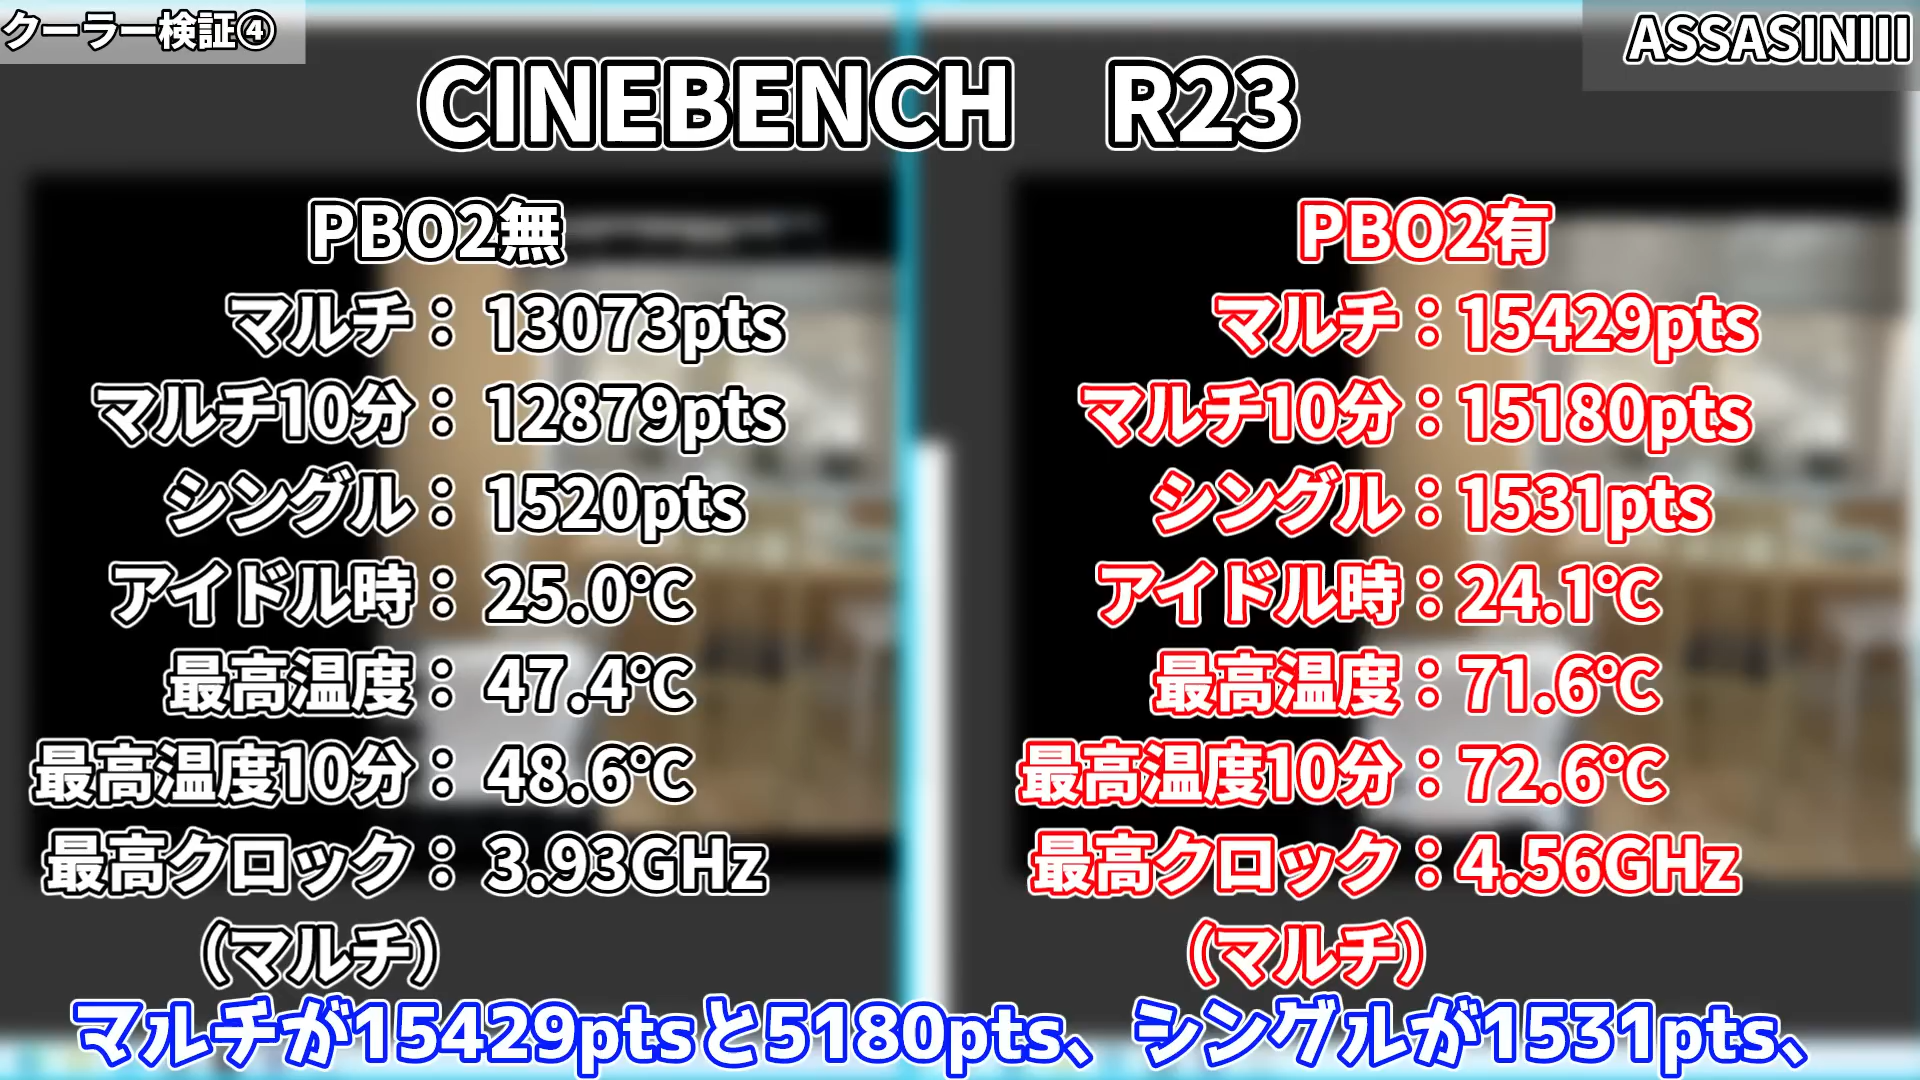 クーラー検証④
ASSASINIII
CINEBENCH　R23
PBO2無
マルチ：13073pts
マルチ10分：12879pts
シングル：1520pts
アイドル時：25.0℃
最高温度：47.4℃
最高温度10分：48.6℃
最高クロック：3.93GHz
（マルチ）
PBO2有
マルチ：15429pts
マルチ10分：15180pts
シングル：1531pts
アイドル時：24.1℃
最高温度：71.6℃
最高温度10分：72.6℃
最高クロック：4.56GHz
（マルチ）
マルチが15429ptsと5180pts、シングルが1531pts、